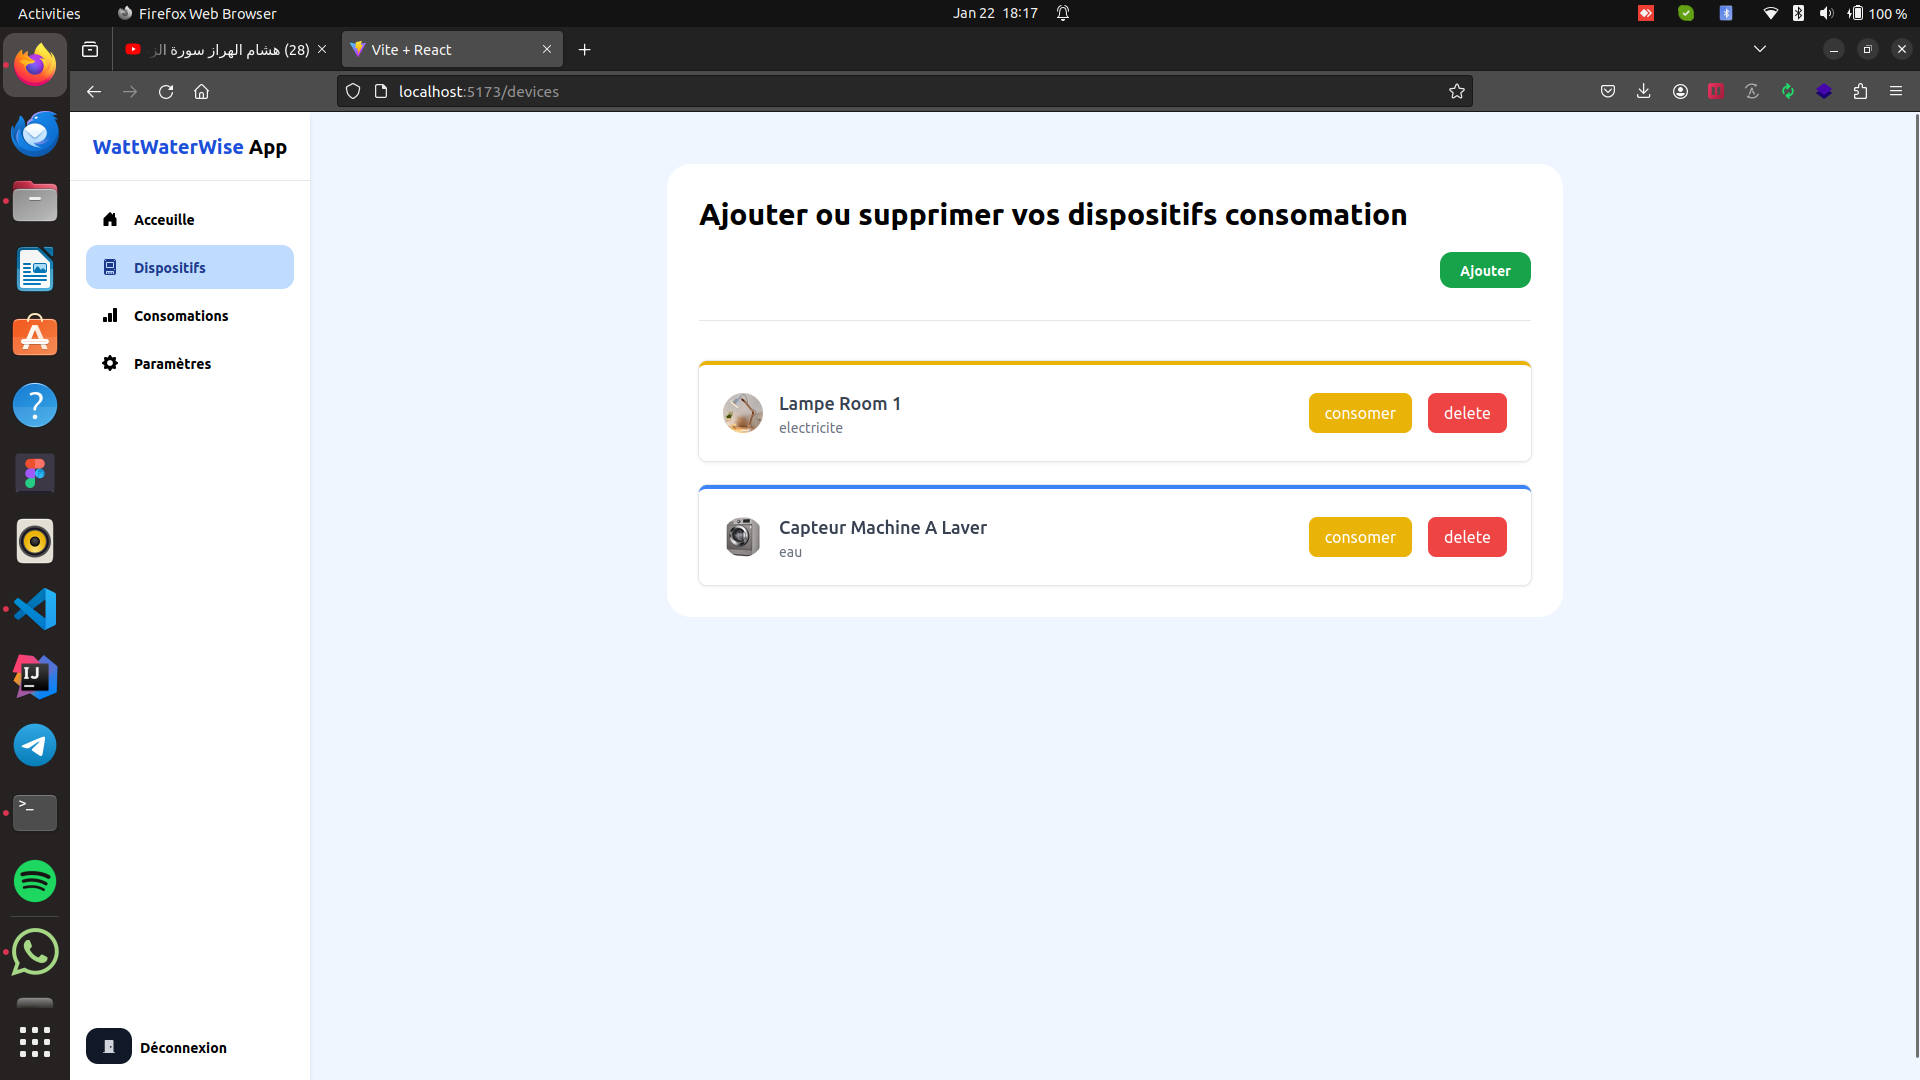 Activities
Firefox Web Browser
Jan 22 18:17
100 %
(28) هشام الهراز سورة الز
Vite + React
localhost:5173/devices
WattWaterWise App
Acceuille
Dispositifs
Consomations
Paramètres
Déconnexion
Ajouter ou supprimer vos dispositifs consomation
Ajouter
Lampe Room 1
electricite
consomer
delete
Capteur Machine A Laver
eau
consomer
delete